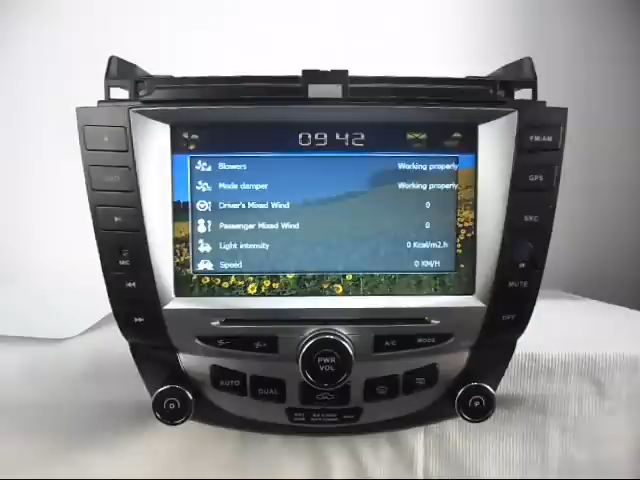 09 42
Blowers Working properly
Mode damper Working properly
Driver's Mixed Wind 0
Passenger Mixed Wind 0
Light intensity 0 Kcal/m2.h
Speed 0 KM/H
FM/AM
GPS
SRC
MIC
IR
MUTE
OFF
A/C MODE
PWR
VOL
AUTO
DUAL
D
P